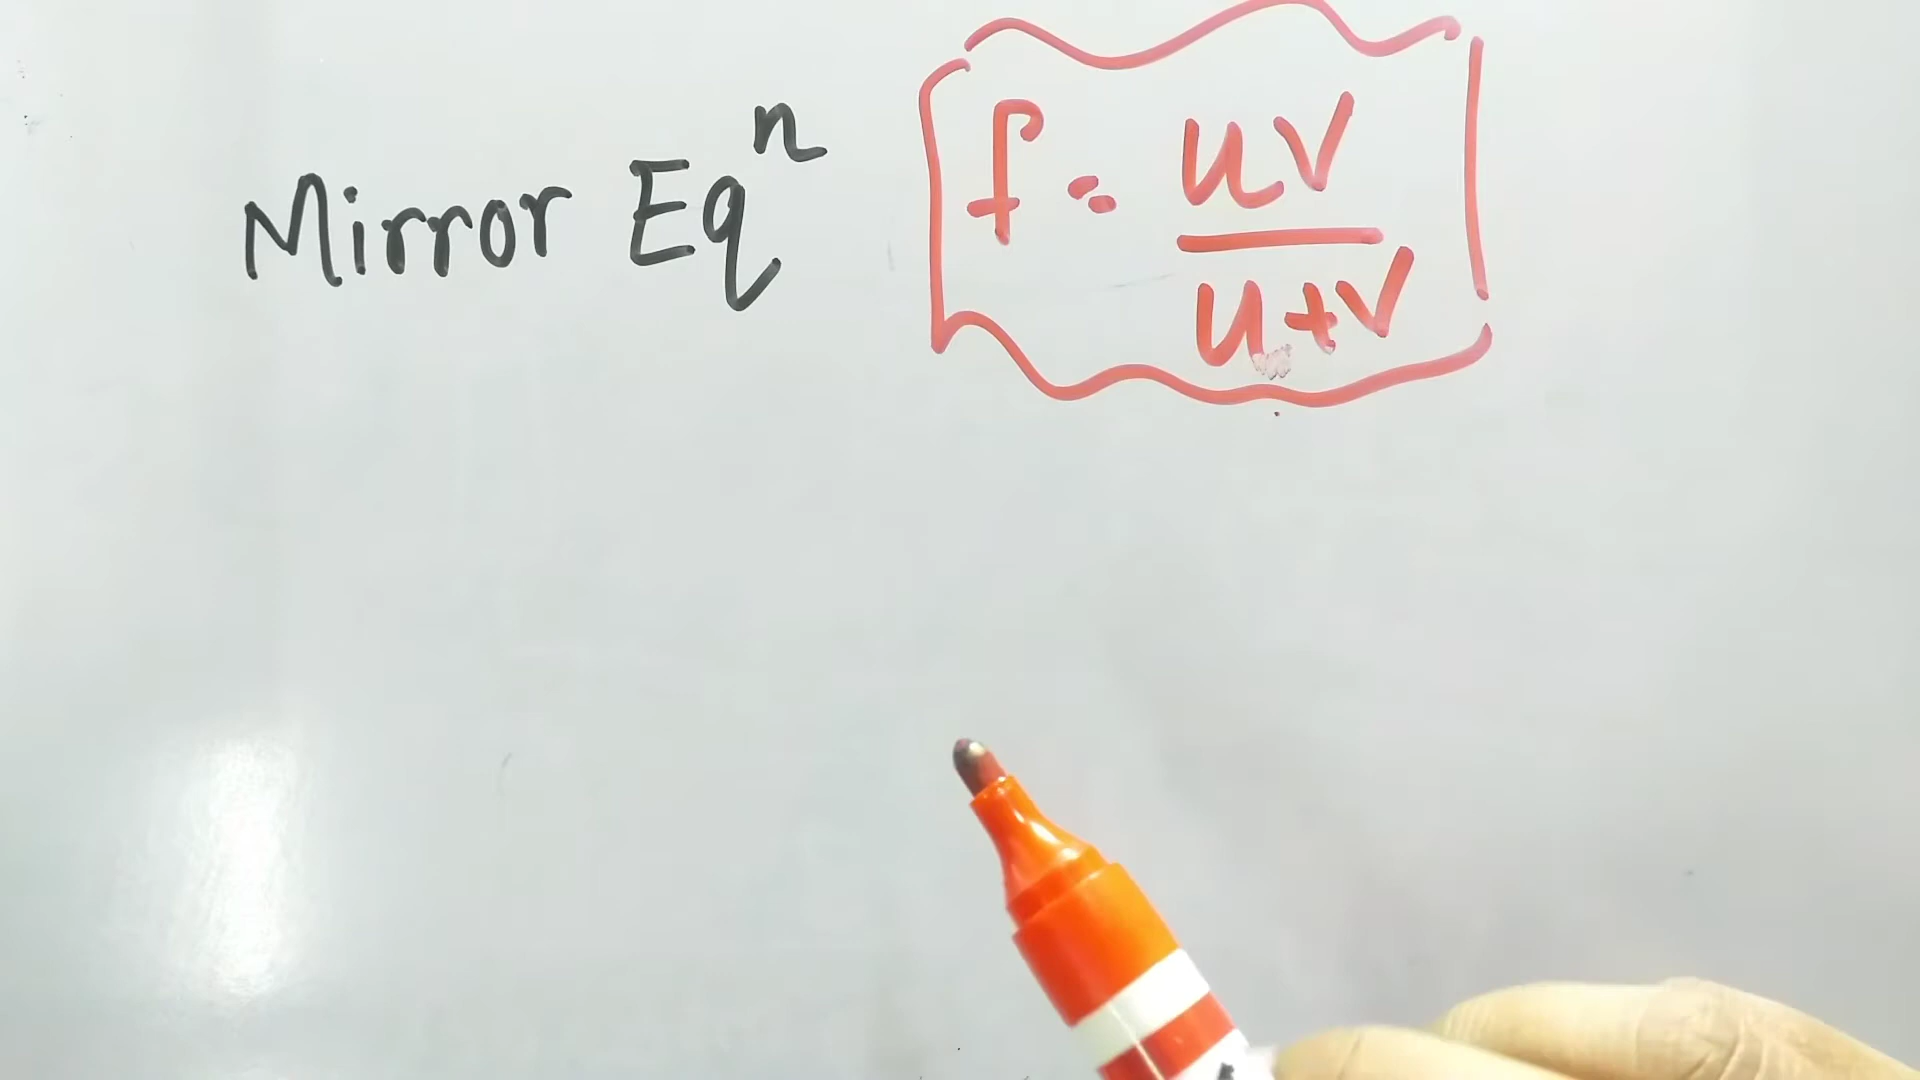 Mirror Eqⁿ f = uv
u+v